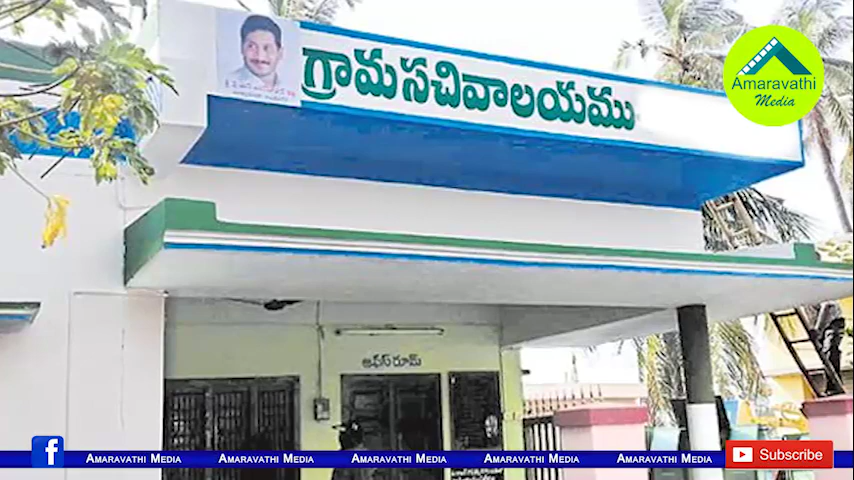 గ్రామ సచివాలయము
Amaravathi
Media
ఆఫీస్ రూమ్
Amaravathi Media Amaravathi Media Amaravathi Media Amaravathi Media Amaravathi Media
Subscribe